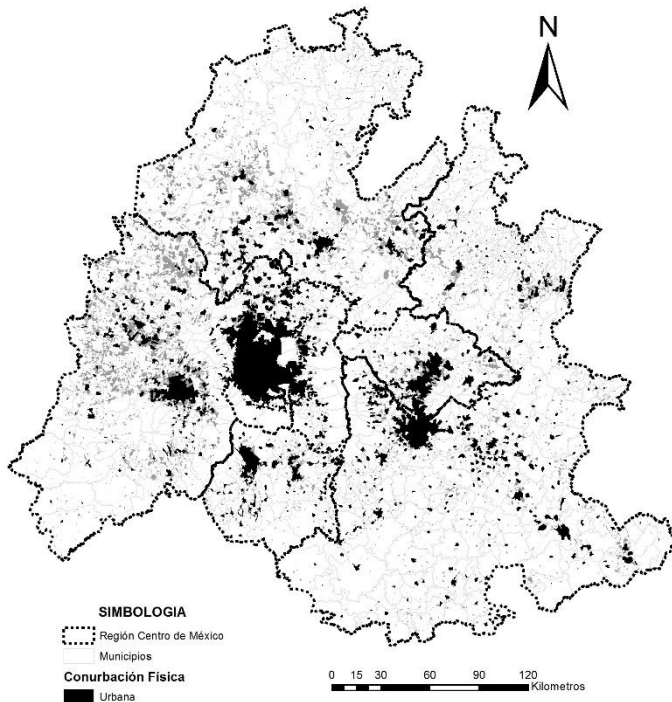 N
SIMBOLOGIA
Región Centro de México
Municipios
Conurbación Física
Urbana
0 15 30 60 90 120
Kilometros